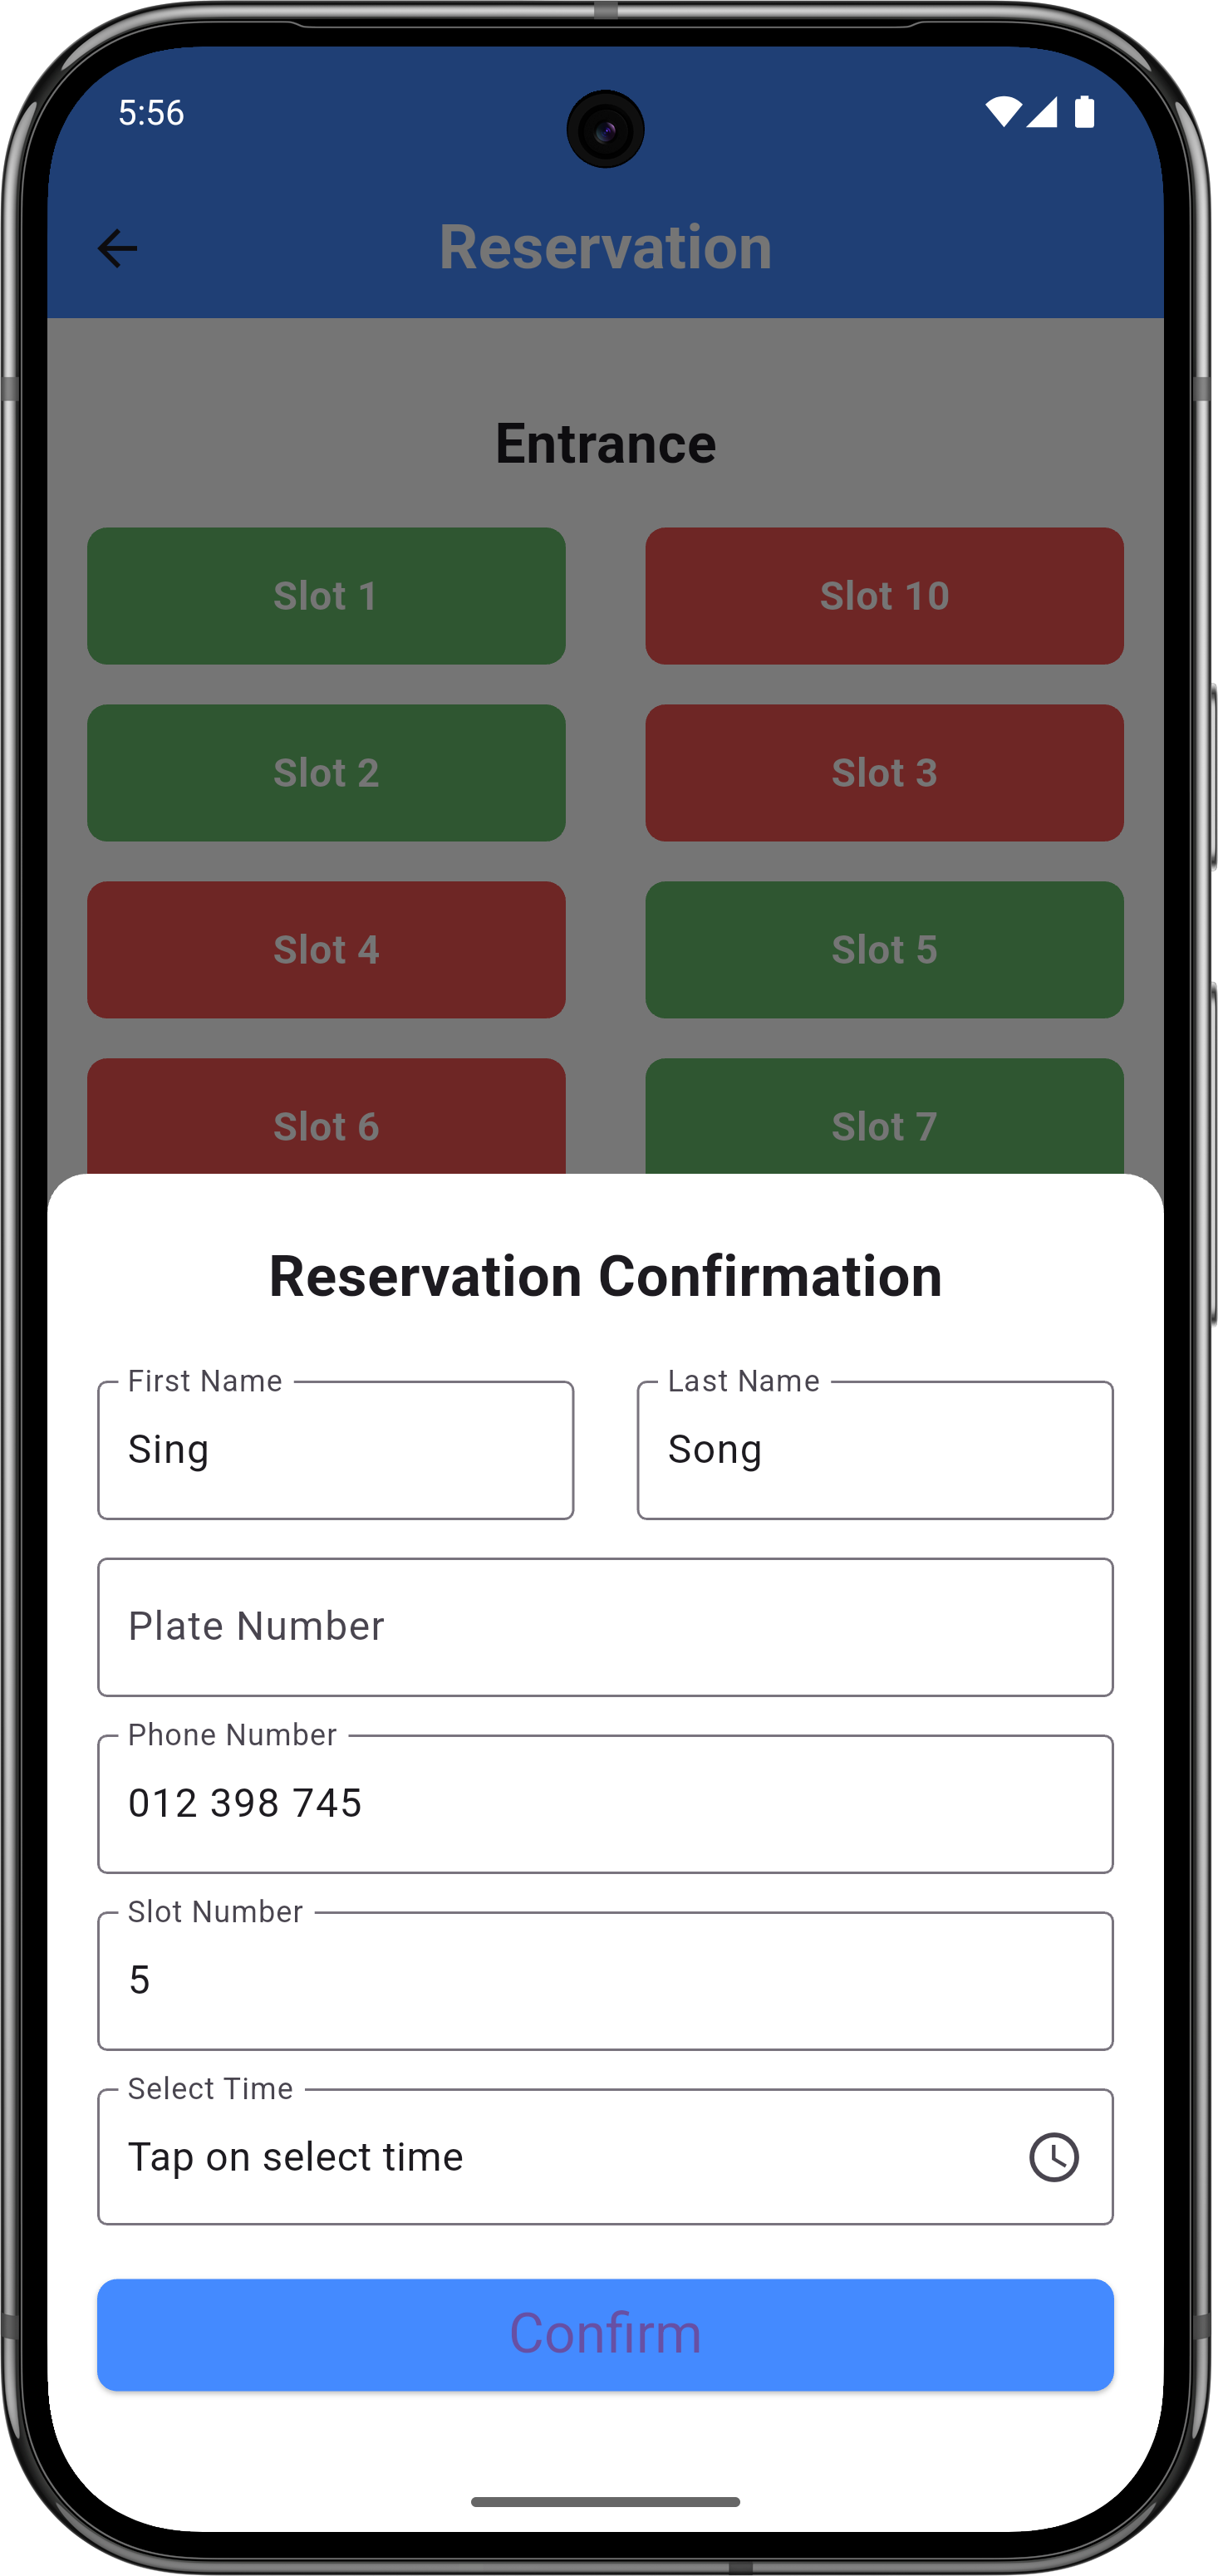 5:56
Reservation
Entrance
Slot 1 Slot 10
Slot 2 Slot 3
Slot 4 Slot 5
Slot 6 Slot 7
Reservation Confirmation
First Name Last Name
Sing Song
Plate Number
Phone Number
012 398 745
Slot Number
5
Select Time
Tap on select time
Confirm